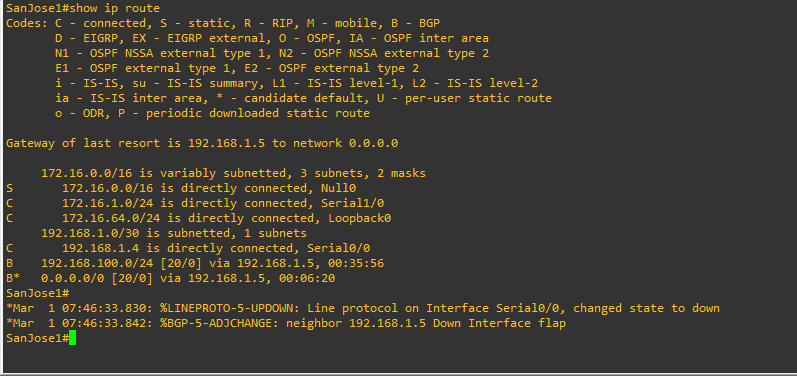 SanJose1#show ip route
Codes: C - connected, S - static, R - RIP, M - mobile, B - BGP
       D - EIGRP, EX - EIGRP external, O - OSPF, IA - OSPF inter area
       N1 - OSPF NSSA external type 1, N2 - OSPF NSSA external type 2
       E1 - OSPF external type 1, E2 - OSPF external type 2
       i - IS-IS, su - IS-IS summary, L1 - IS-IS level-1, L2 - IS-IS level-2
       ia - IS-IS inter area, * - candidate default, U - per-user static route
       o - ODR, P - periodic downloaded static route
Gateway of last resort is 192.168.1.5 to network 0.0.0.0
     172.16.0.0/16 is variably subnetted, 3 subnets, 2 masks
S       172.16.0.0/16 is directly connected, Null0
C       172.16.1.0/24 is directly connected, Serial1/0
C       172.16.64.0/24 is directly connected, Loopback0
     192.168.1.0/30 is subnetted, 1 subnets
C       192.168.1.4 is directly connected, Serial0/0
B    192.168.100.0/24 [20/0] via 192.168.1.5, 00:35:56
B*   0.0.0.0/0 [20/0] via 192.168.1.5, 00:06:20
SanJose1#
*Mar  1 07:46:33.830: %LINEPROTO-5-UPDOWN: Line protocol on Interface Serial0/0, changed state to down
*Mar  1 07:46:33.842: %BGP-5-ADJCHANGE: neighbor 192.168.1.5 Down Interface flap
SanJose1#